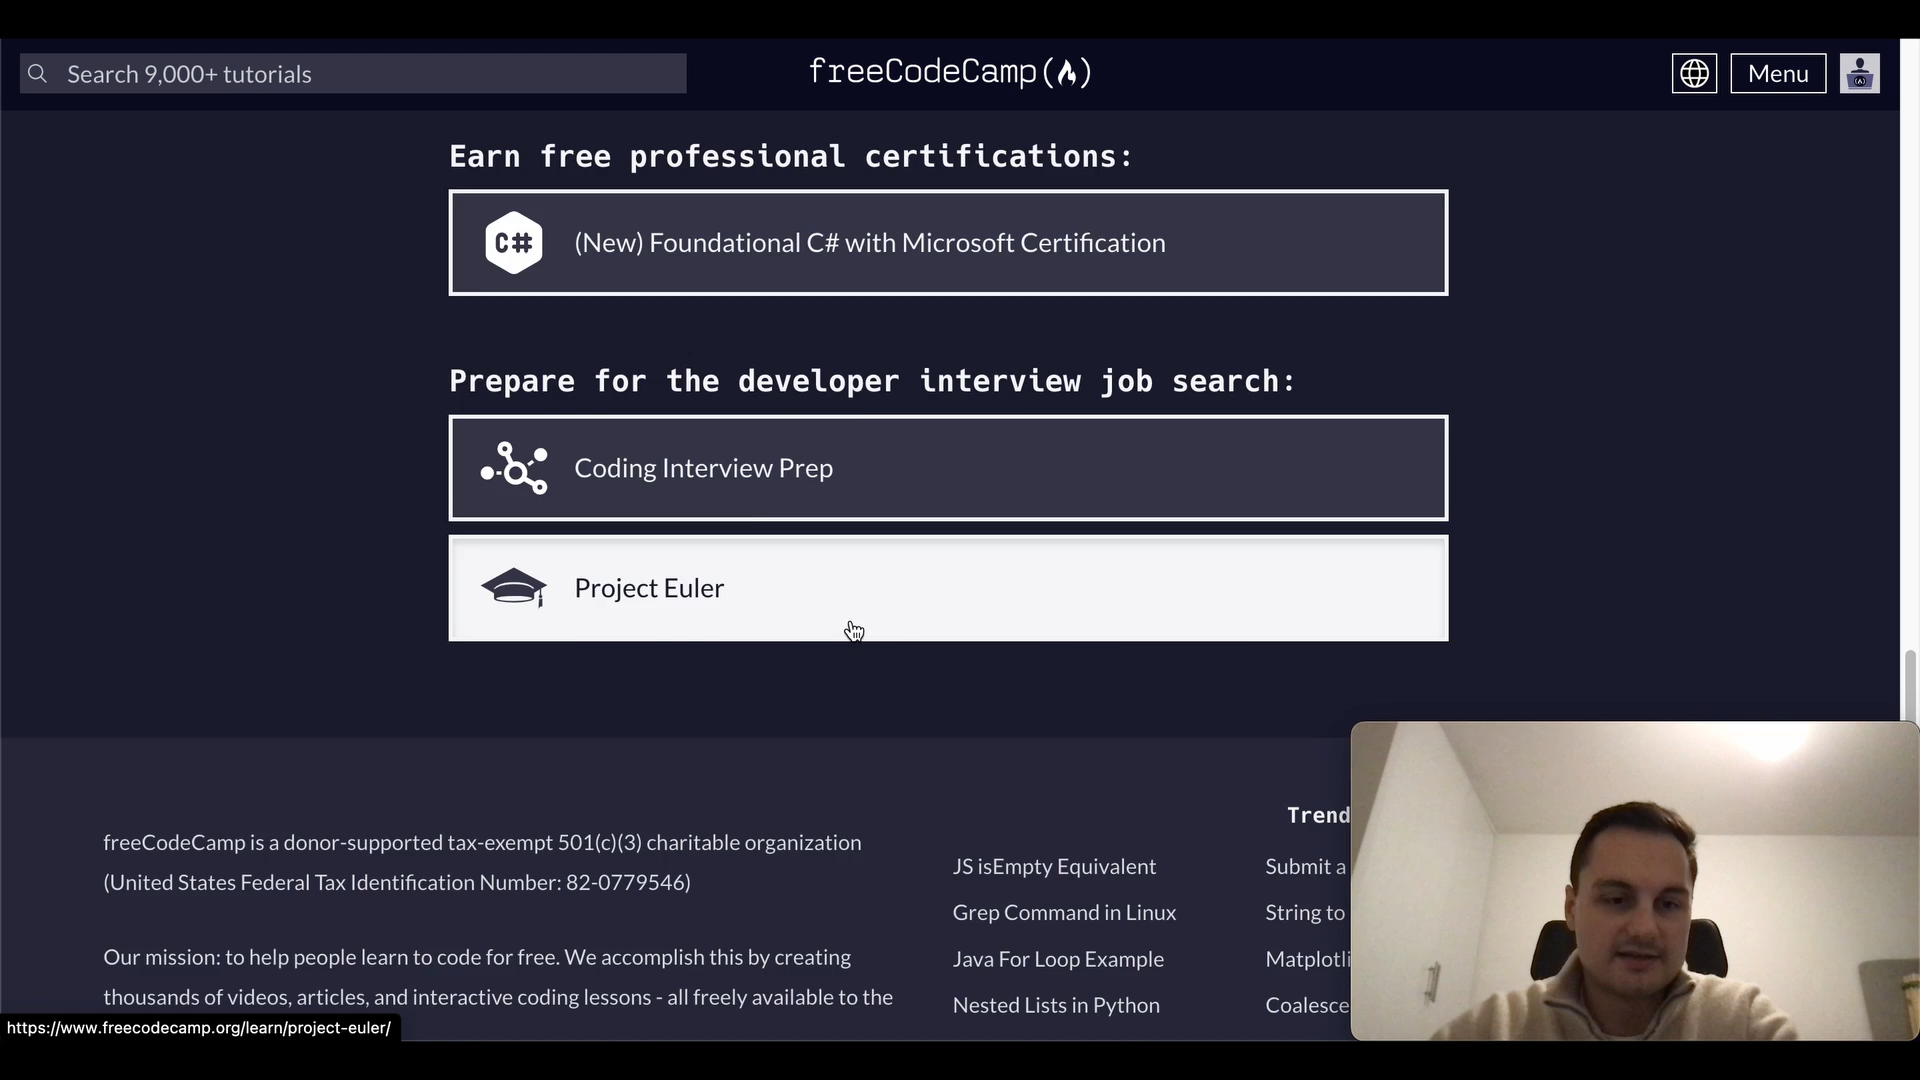 Search 9,000+ tutorials
freeCodeCamp
Menu
Earn free professional certifications:
C#
(New) Foundational C# with Microsoft Certification
Prepare for the developer interview job search:
Coding Interview Prep
Project Euler
freeCodeCamp is a donor-supported tax-exempt 501(c)(3) charitable organization
(United States Federal Tax Identification Number: 82-0779546)
Our mission: to help people learn to code for free. We accomplish this by creating
thousands of videos, articles, and interactive coding lessons - all freely available to the
Trend
JS isEmpty Equivalent
Grep Command in Linux
Java For Loop Example
Nested Lists in Python
Submit a
String to
Matplotli
Coalesce
https://www.freecodecamp.org/learn/project-euler/